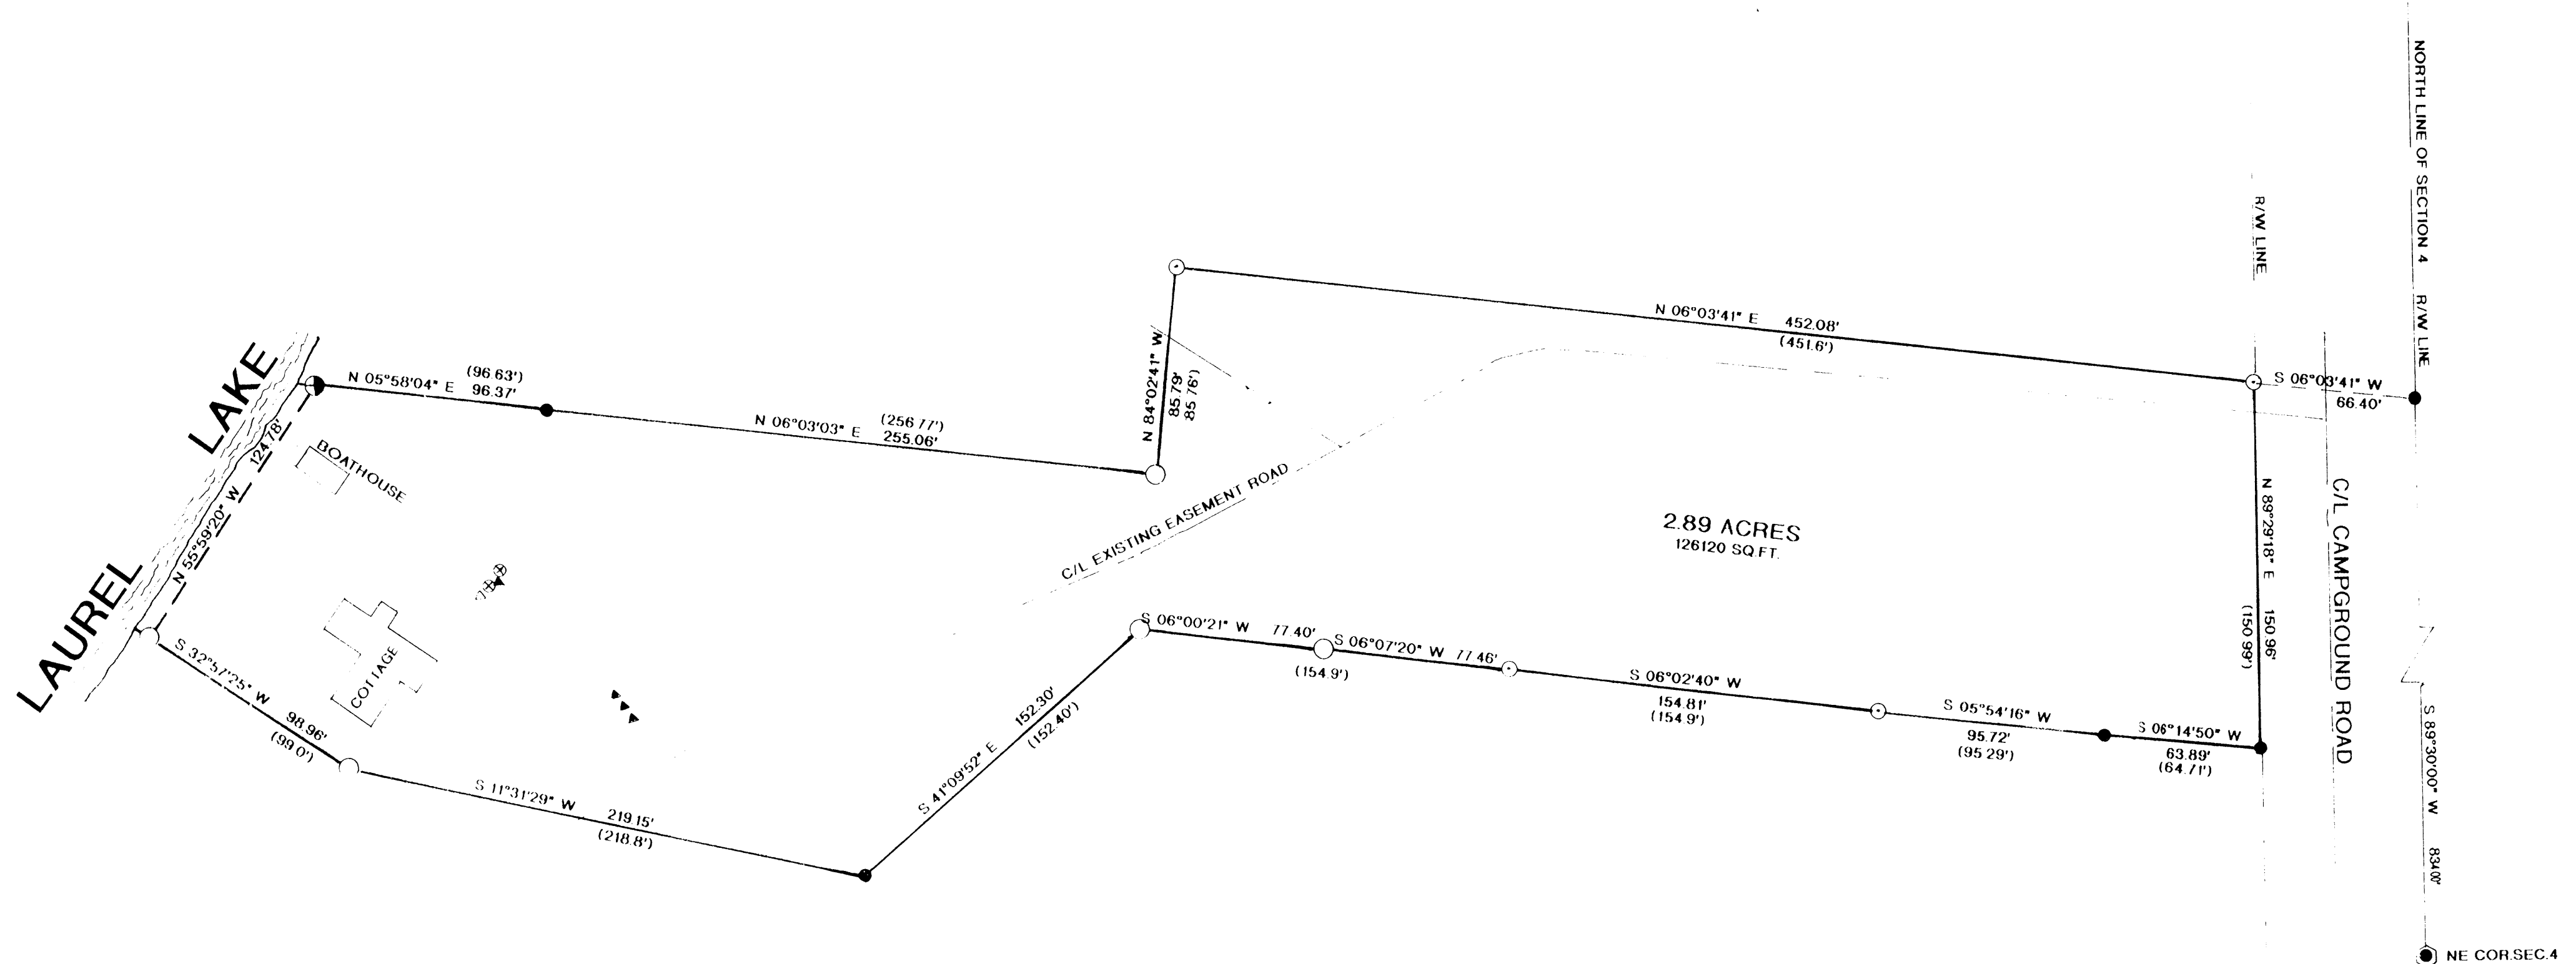 NORTH LINE OF SECTION 4 R/W LINE
R/W LINE
N 06°03'41" E 452.08'
(451.6')
S 06°03'41" W
66.40'
N 84°02'41" W
85.79'
85.76')
LAUREL LAKE
N 05°58'04" E
(96.63')
96.37'
N 06°03'03" E
(256 77')
255.06'
BOATHOUSE
N 55°59'20" W 124.78'
C/L EXISTING EASEMENT ROAD
2.89 ACRES
126120 SQ.FT.
N 89°29'18" E 150.96'
(150 99')
C/L CAMPGROUND ROAD
COTTAGE
S 32°57'25" W 98.96'
(99 0')
S 11°31'29" W 219.15'
(218.8')
S 41°09'52" E 152.30'
(152.40')
S 06°00'21" W 77.40'
(154.9')
S 06°07'20" W 77.46'
S 06°02'40" W
154.81'
(154.9')
S 05°54'16" W
95.72'
(95 29')
S 06°14'50" W
63.89'
(64.71')
S 89°30'00" W 834.00'
NE COR.SEC.4